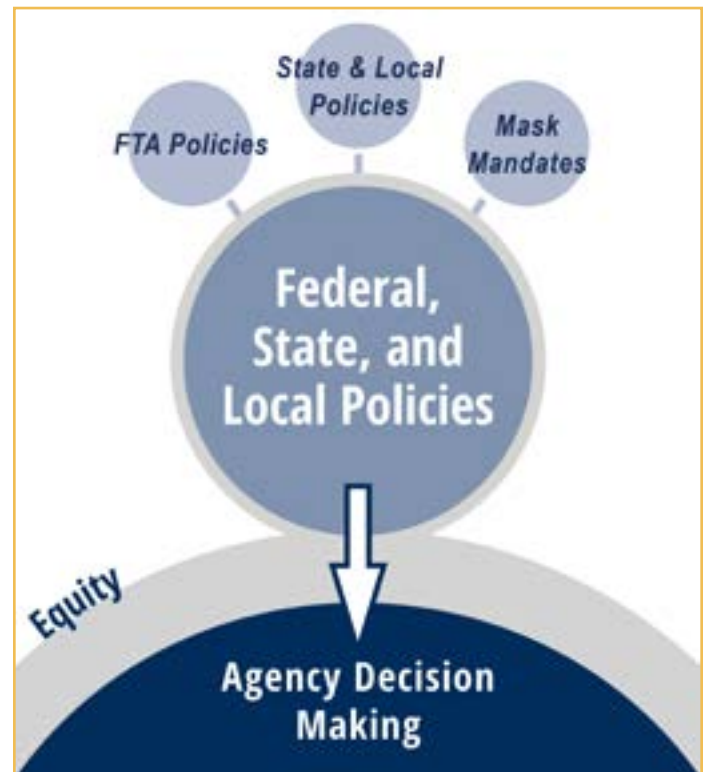 State & Local
Policies
FTA Policies
Mask
Mandates
Federal,
State, and
Local Policies
Equity
Agency Decision
Making